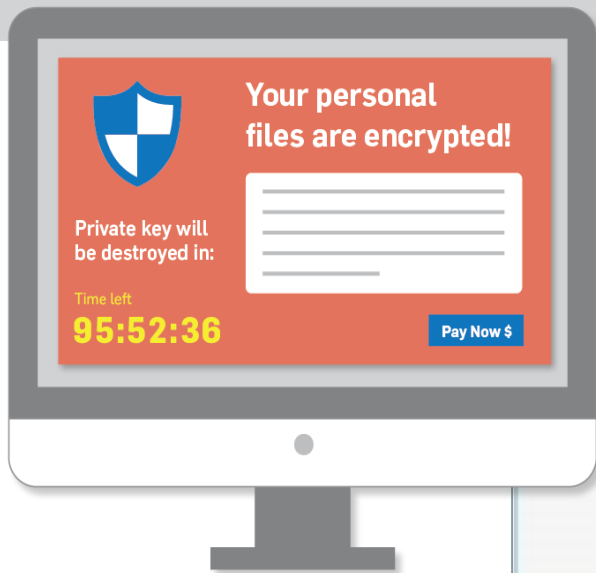 Your personal
files are encrypted!
Private key will
be destroyed in:
Time left
95:52:36
Pay Now $